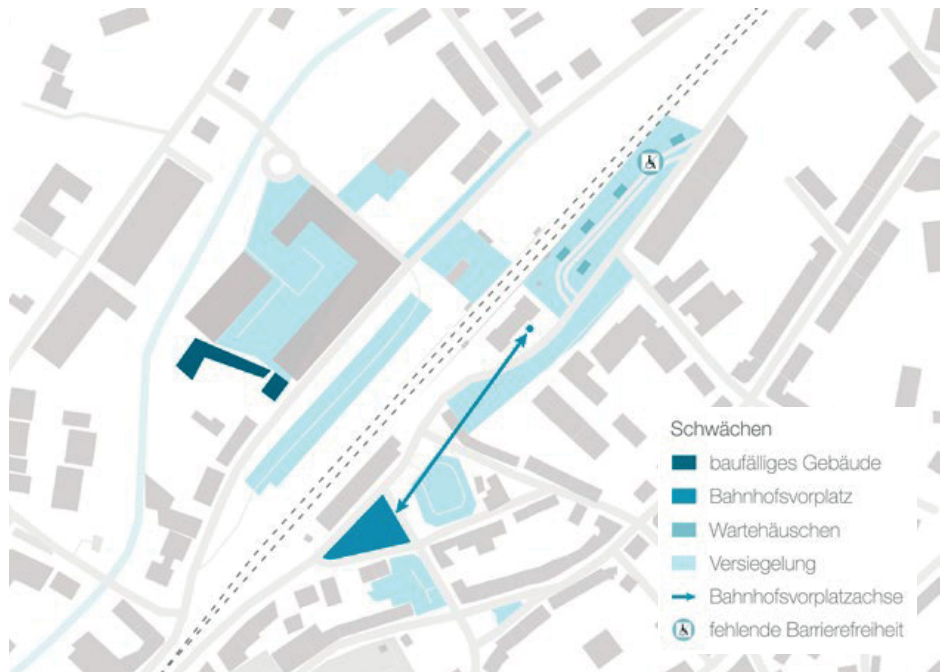 Schwächen
baufälliges Gebäude
Bahnhofsvorplatz
Wartehäuschen
Versiegelung
Bahnhofsvorplatzachse
fehlende Barrierefreiheit